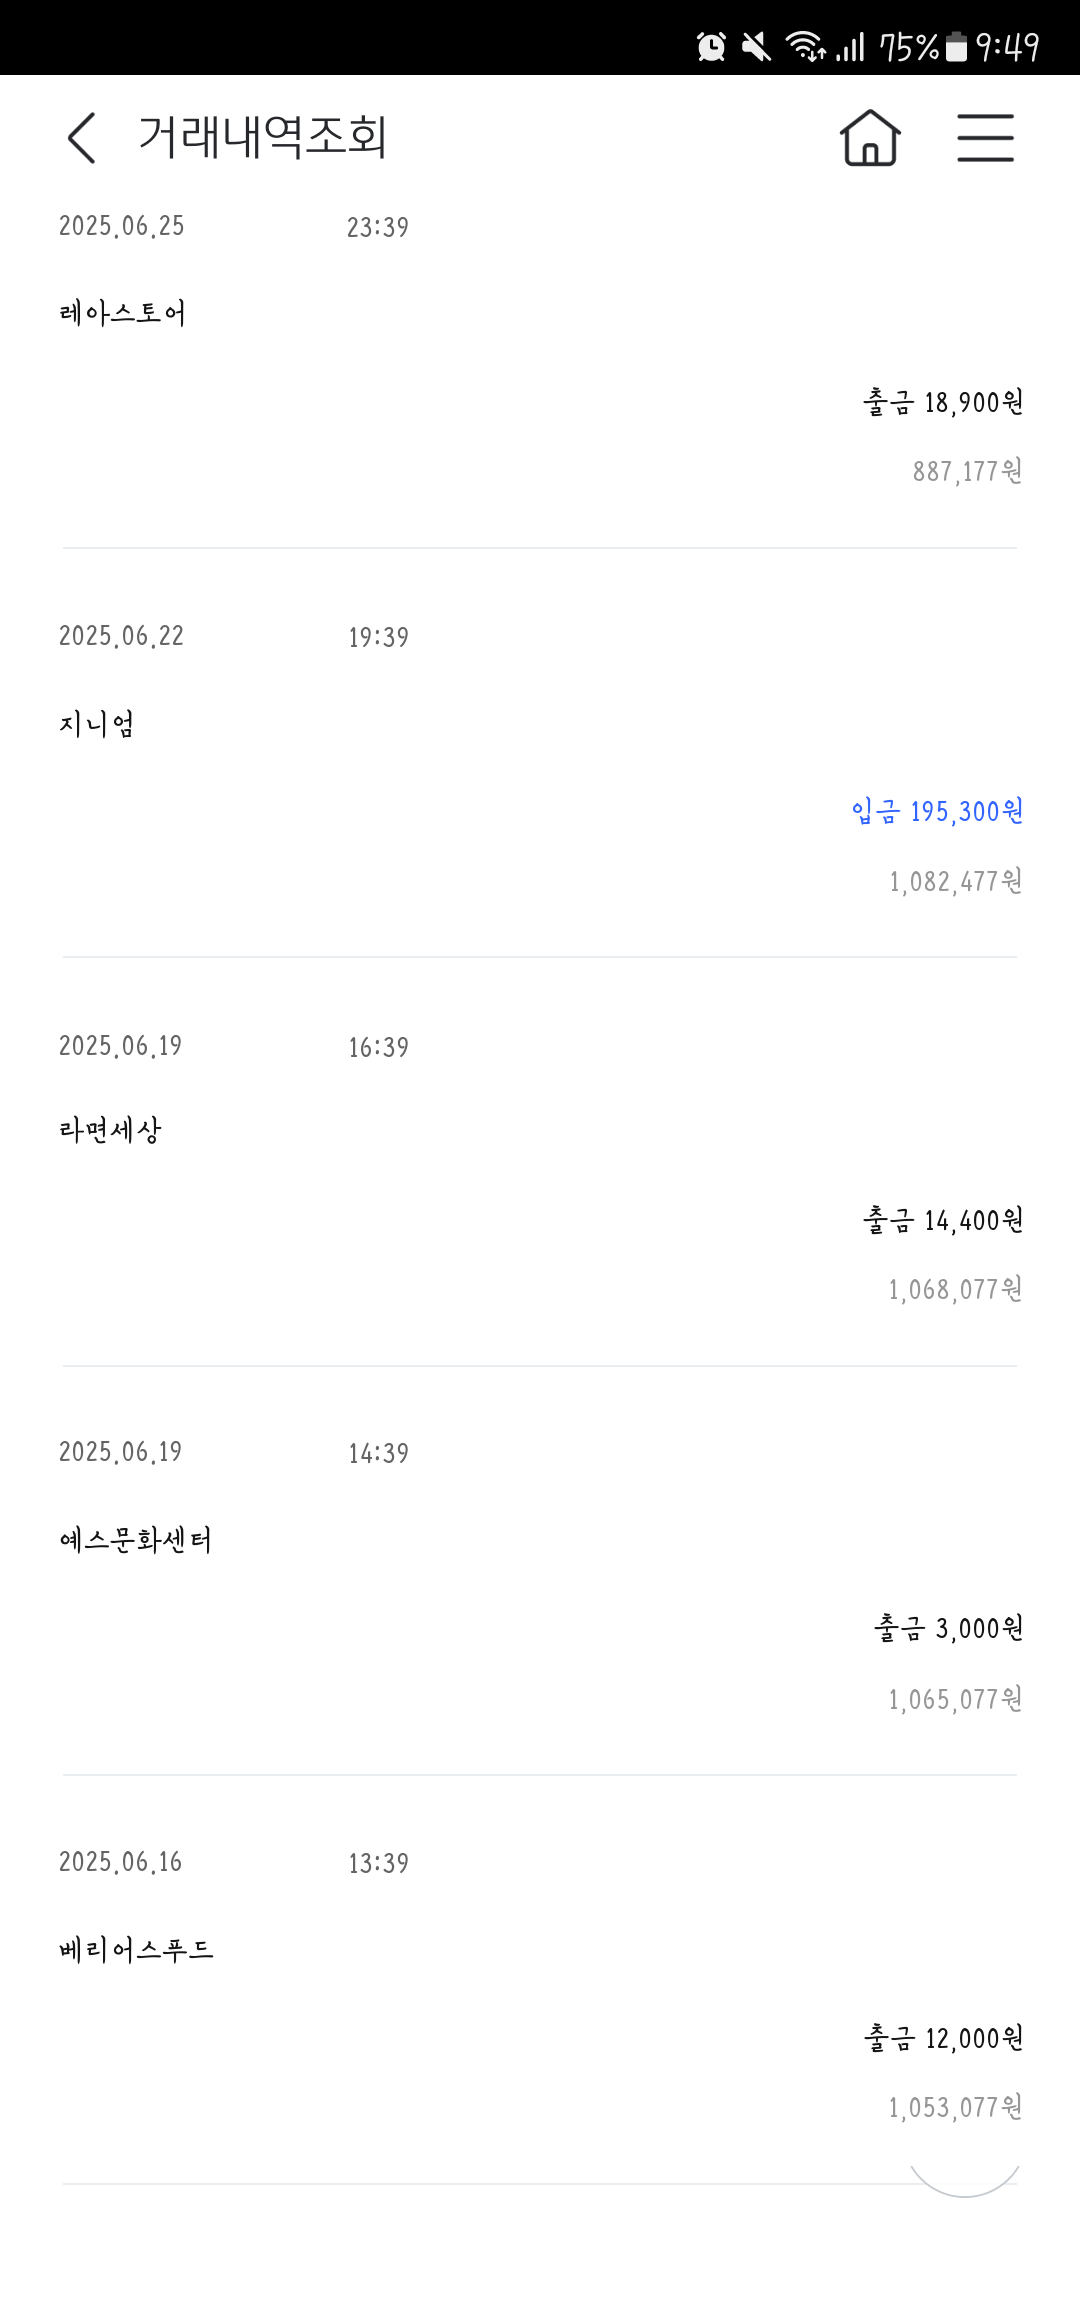 75% 9:49
거래내역조회
2025.06.25 23:39
레아스토어
출금 18,900원
887,177원
2025.06.22 19:39
지니엄
입금 195,300원
1,082,477원
2025.06.19 16:39
라면세상
출금 14,400원
1,068,077원
2025.06.19 14:39
예스문화센터
출금 3,000원
1,065,077원
2025.06.16 13:39
베리어스푸드
출금 12,000원
1,053,077원